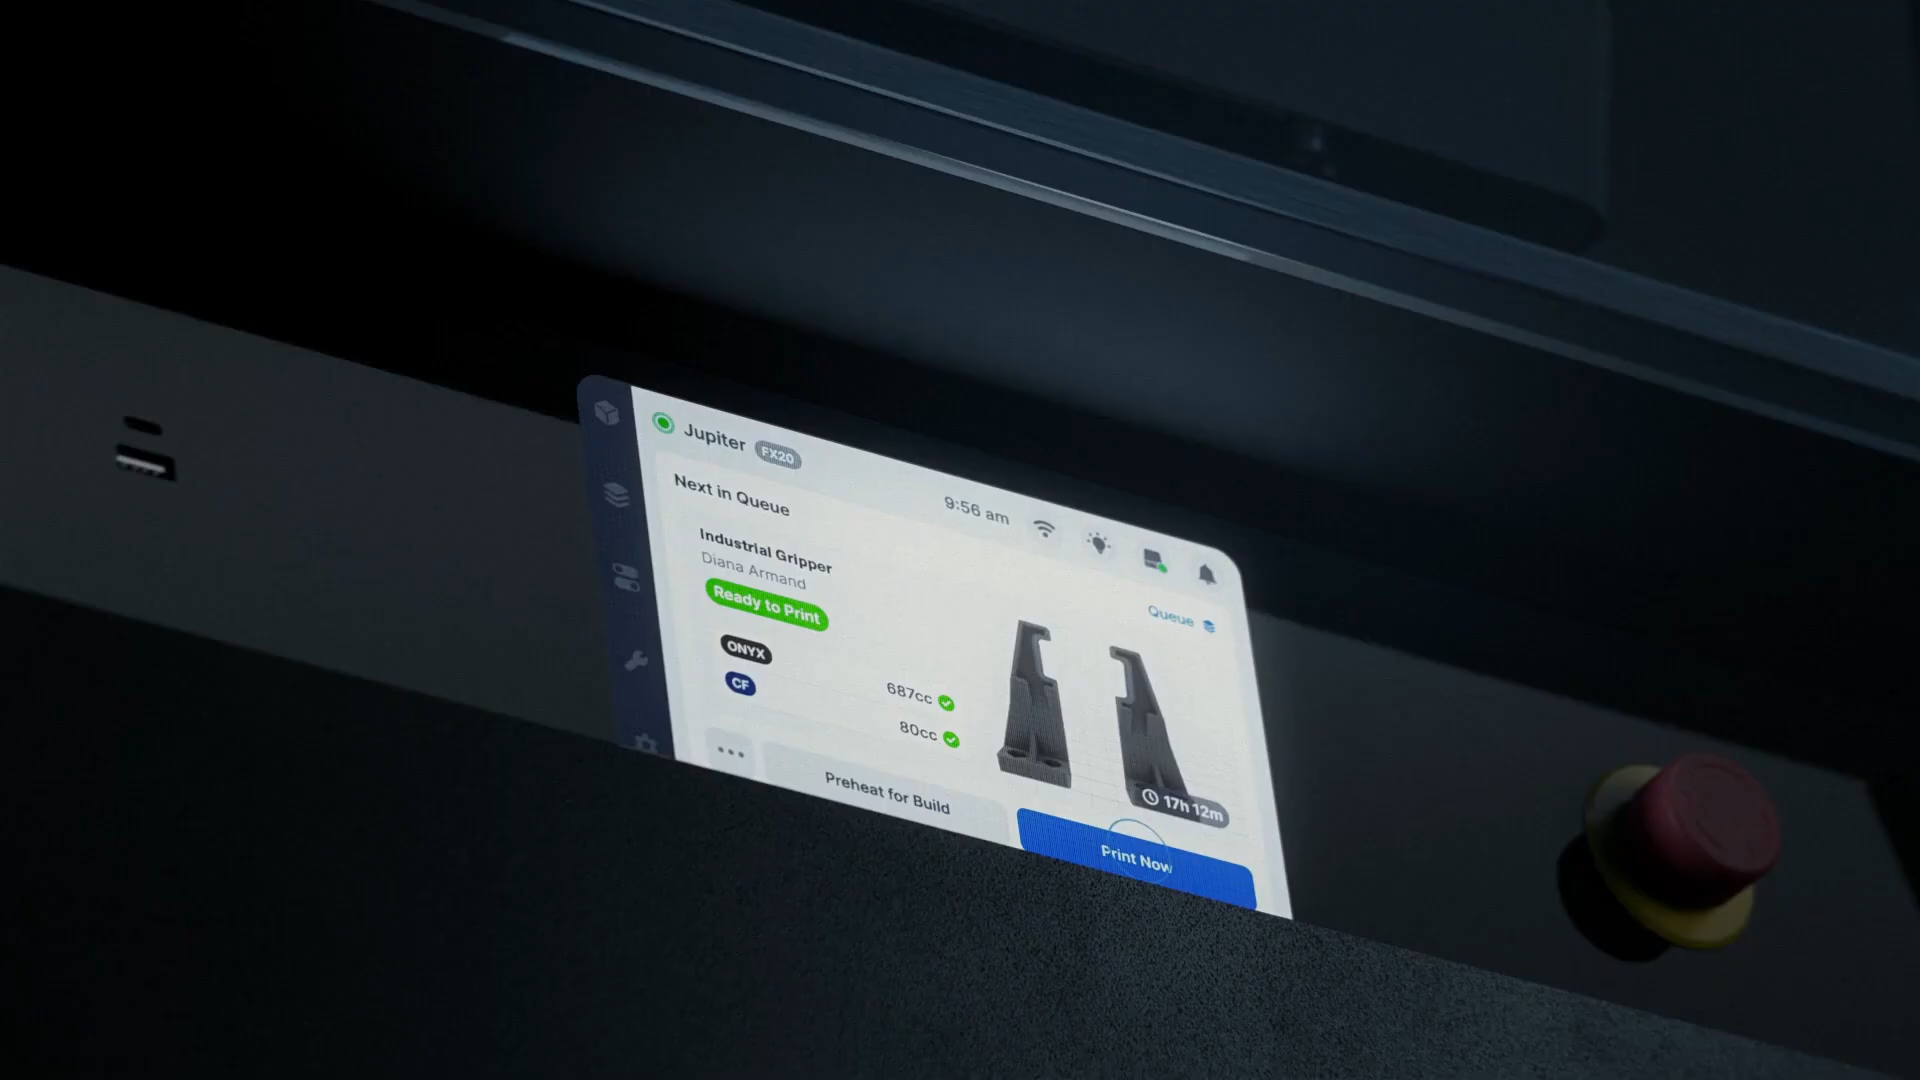 Jupiter FX20
9:56 am
Next in Queue
Queue
Industrial Gripper
Diana Armand
Ready to Print
ONYX
687cc
CF
80cc
17h 12m
Preheat for Build
Print Now